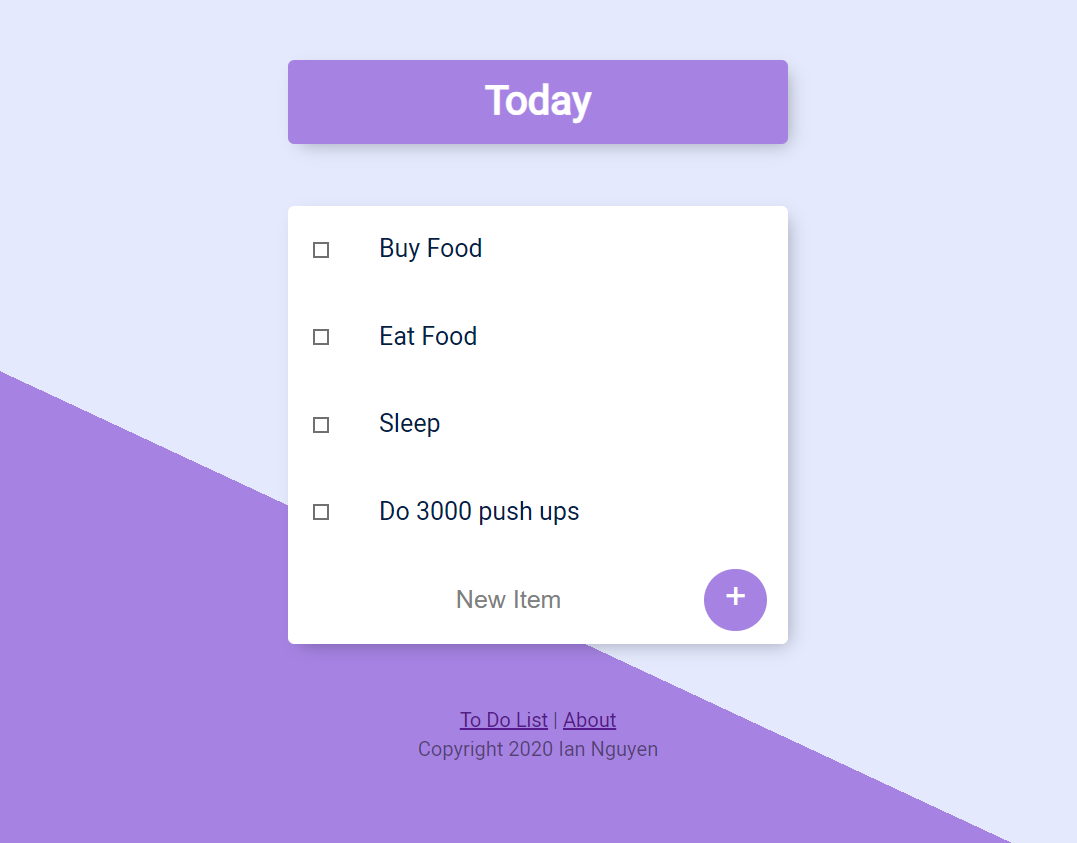 Today
Buy Food
Eat Food
Sleep
Do 3000 push ups
New Item
+
To Do List | About
Copyright 2020 Ian Nguyen